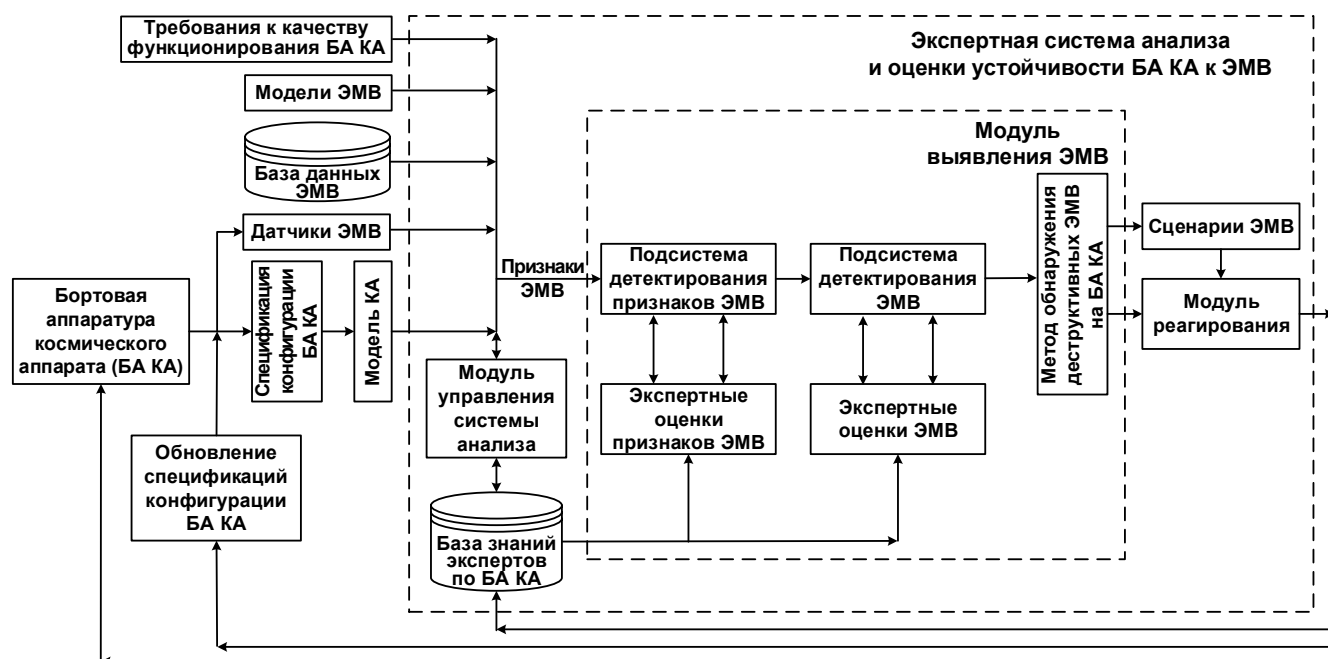 Требования к качеству
функционирования БА КА
Модели ЭМВ
База данных
ЭМВ
Датчики ЭМВ
Бортовая
аппаратура
космического
аппарата (БА КА)
Спецификация
конфигурации
БА КА
Модель КА
Обновление
спецификаций
конфигурации
БА КА
Экспертная система анализа
и оценки устойчивости БА КА к ЭМВ
Признаки
ЭМВ
Модуль
управления
системы
анализа
База знаний
экспертов
по БА КА
Модуль
выявления ЭМВ
Подсистема
детектирования
признаков ЭМВ
Подсистема
детектирования
ЭМВ
Экспертные
оценки
признаков ЭМВ
Экспертные
оценки ЭМВ
Метод обнаружения
деструктивных ЭМВ
на БА КА
Сценарии ЭМВ
Модуль
реагирования